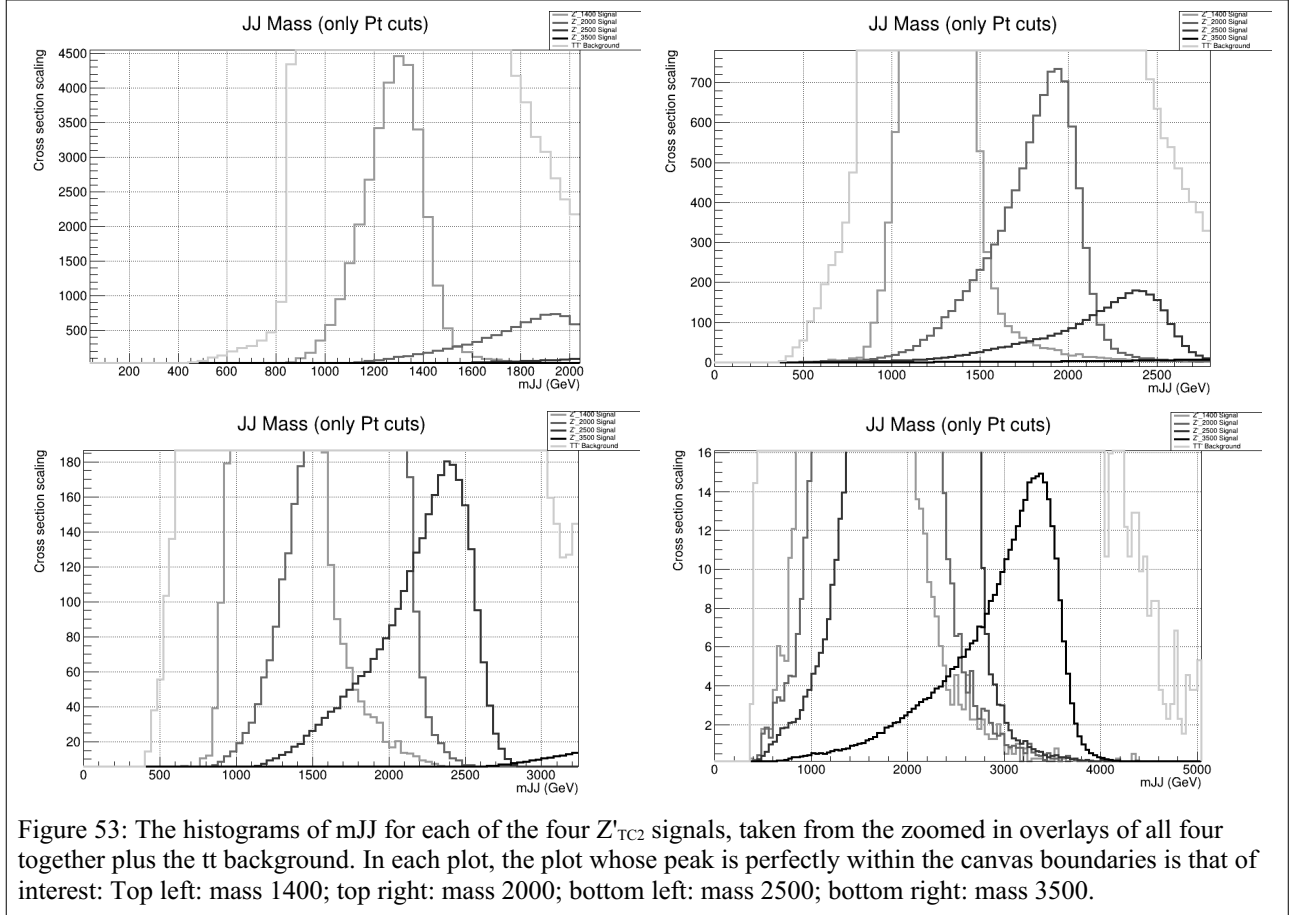 JJ Mass (only Pt cuts)
Z'_1400 Signal
Z'_2000 Signal
Z'_2500 Signal
Z'_3500 Signal
TT' Background
Cross section scaling
4500
4000
3500
3000
2500
2000
1500
1000
500
200 400 600 800 1000 1200 1400 1600 1800 2000
mJJ (GeV)
JJ Mass (only Pt cuts)
Z'_1400 Signal
Z'_2000 Signal
Z'_2500 Signal
Z'_3500 Signal
TT' Background
Cross section scaling
700
600
500
400
300
200
100
0
0 500 1000 1500 2000 2500
mJJ (GeV)
JJ Mass (only Pt cuts)
Z'_1400 Signal
Z'_2000 Signal
Z'_2500 Signal
Z'_3500 Signal
TT' Background
Cross section scaling
180
160
140
120
100
80
60
40
20
0 500 1000 1500 2000 2500 3000
mJJ (GeV)
JJ Mass (only Pt cuts)
Z'_1400 Signal
Z'_2000 Signal
Z'_2500 Signal
Z'_3500 Signal
TT' Background
Cross section scaling
16
14
12
10
8
6
4
2
0 1000 2000 3000 4000 5000
mJJ (GeV)
Figure 53: The histograms of mJJ for each of the four Z'TC2 signals, taken from the zoomed in overlays of all four
together plus the tt background. In each plot, the plot whose peak is perfectly within the canvas boundaries is that of
interest: Top left: mass 1400; top right: mass 2000; bottom left: mass 2500; bottom right: mass 3500.